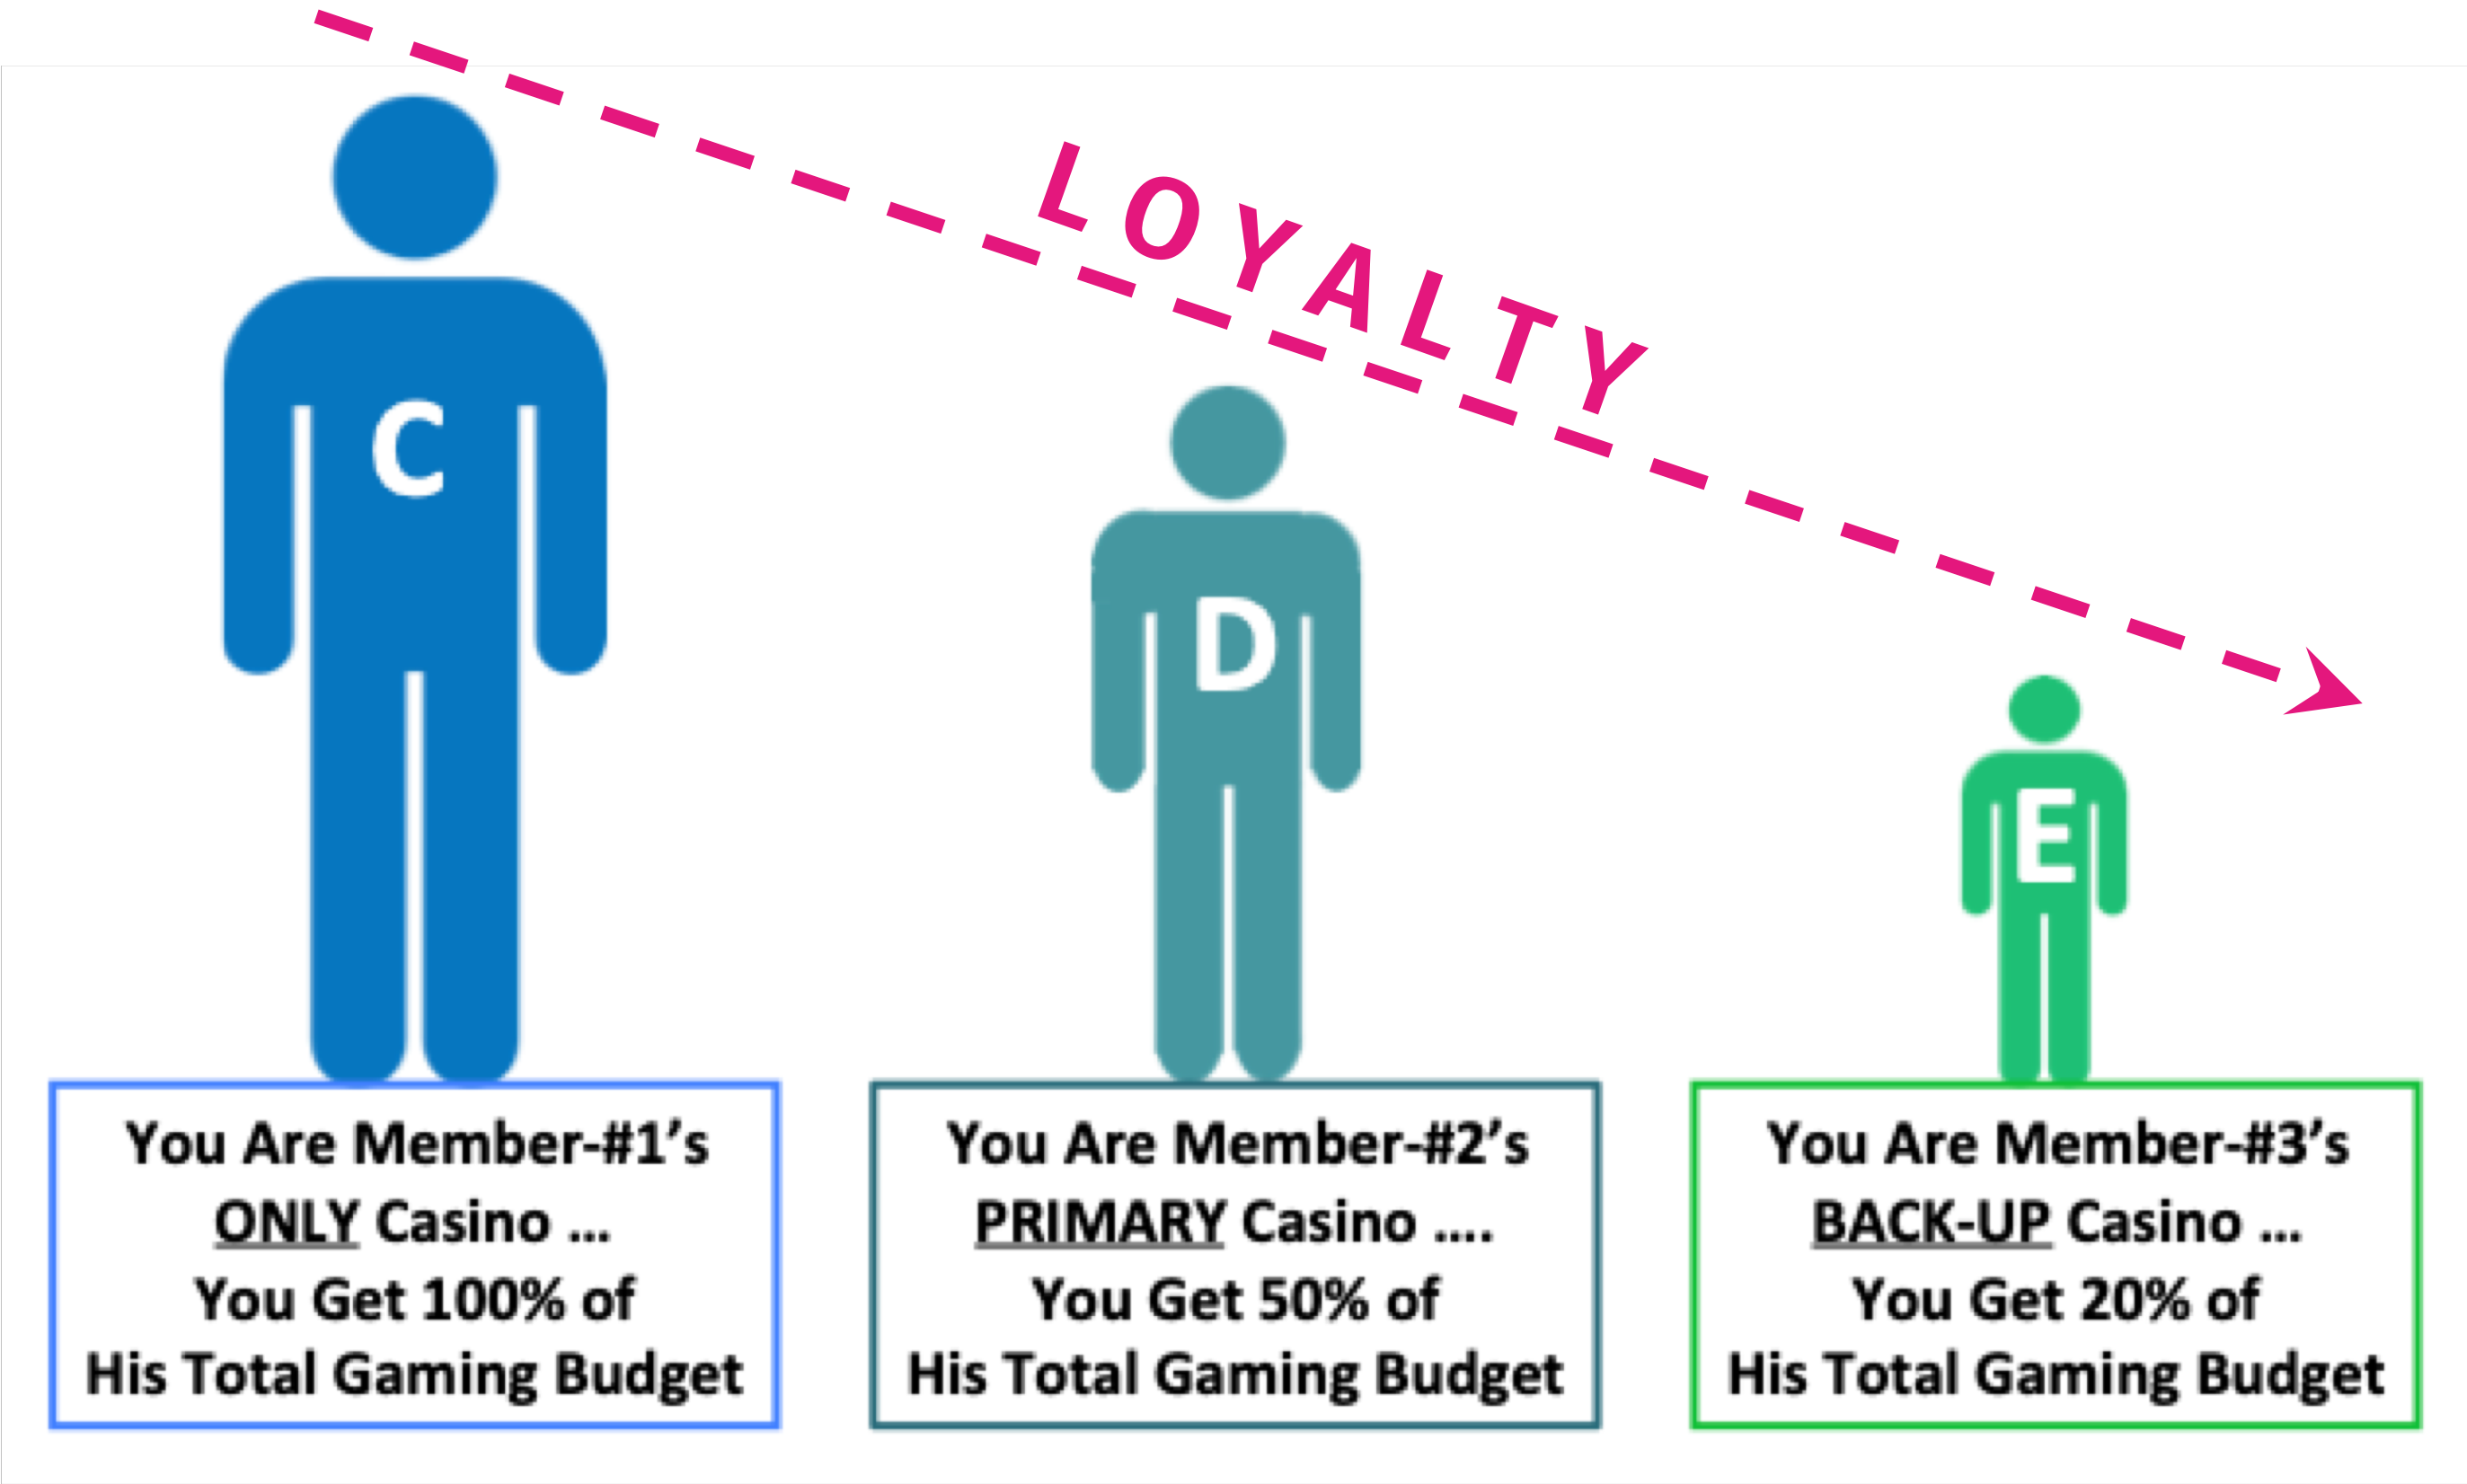 LOYALTY
C
D
E
You Are Member-#1’s
ONLY Casino ...
You Get 100% of
His Total Gaming Budget
You Are Member-#2’s
PRIMARY Casino ....
You Get 50% of
His Total Gaming Budget
You Are Member-#3’s
BACK-UP Casino ...
You Get 20% of
His Total Gaming Budget